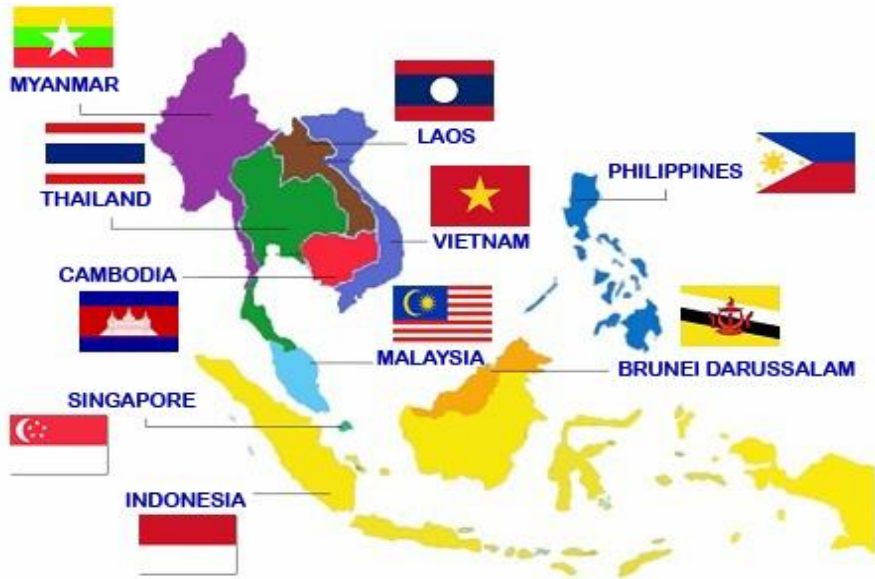 MYANMAR
LAOS
THAILAND
PHILIPPINES
VIETNAM
CAMBODIA
MALAYSIA
BRUNEI DARUSSALAM
SINGAPORE
INDONESIA